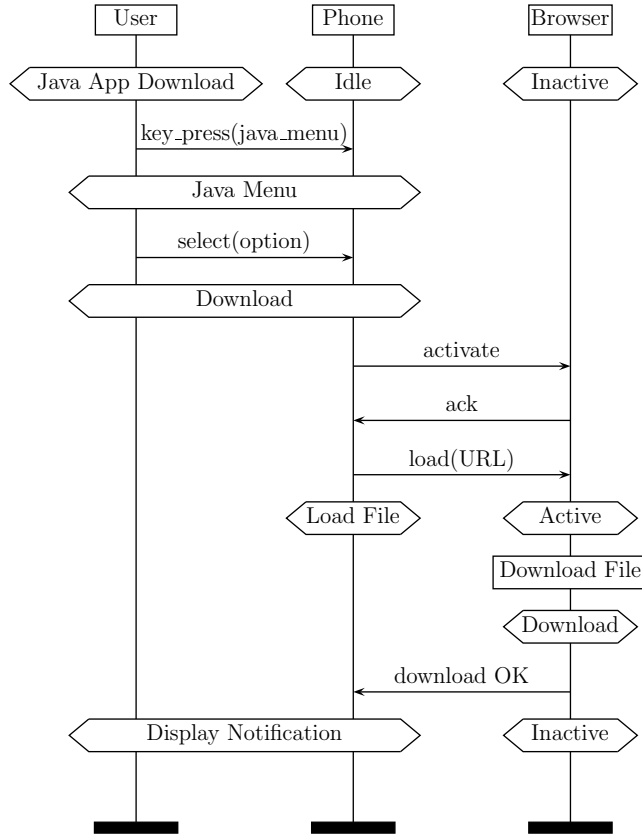 User Phone Browser
Java App Download Idle Inactive
key_press(java_menu)
Java Menu
select(option)
Download
activate
ack
load(URL)
Load File Active
Download File
Download
download OK
Display Notification Inactive